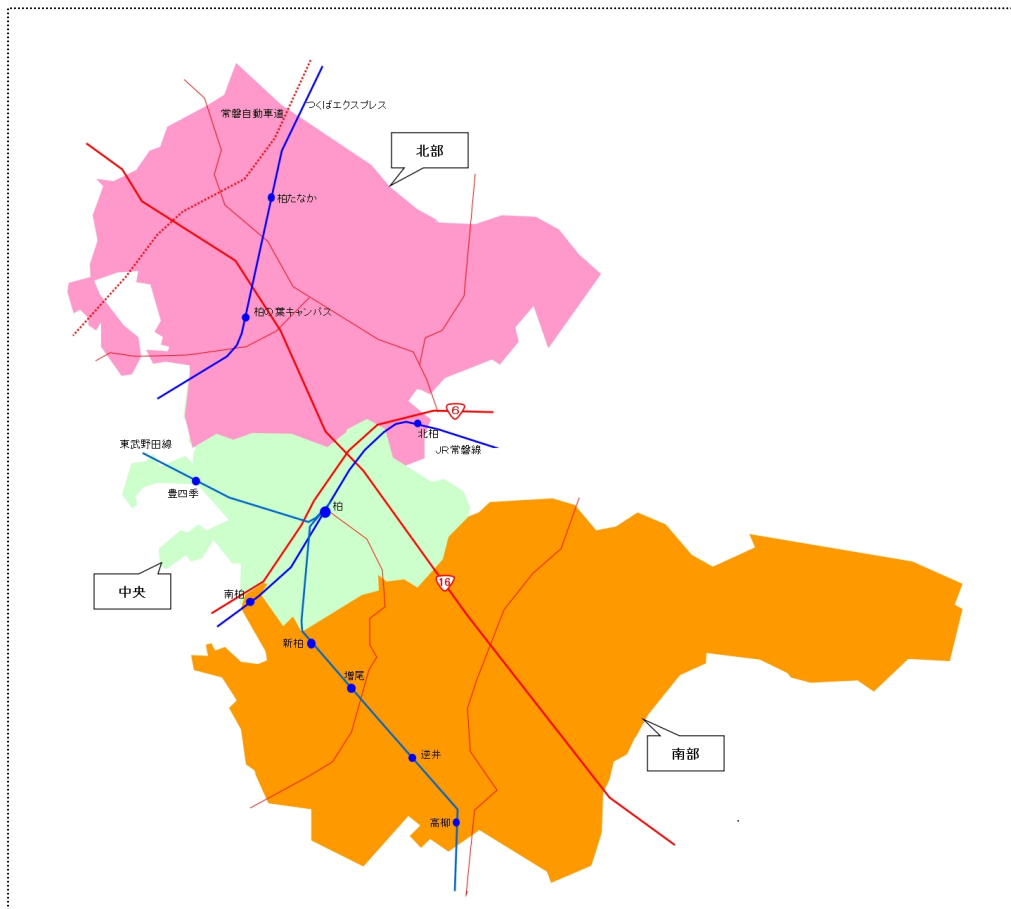 つくばエクスプレス
常磐自動車道
北部
柏たなか
柏の葉キャンパス
6
北柏
東武野田線
JR常磐線
豊四季
柏
16
中央
南柏
新柏
増尾
逆井
南部
高柳